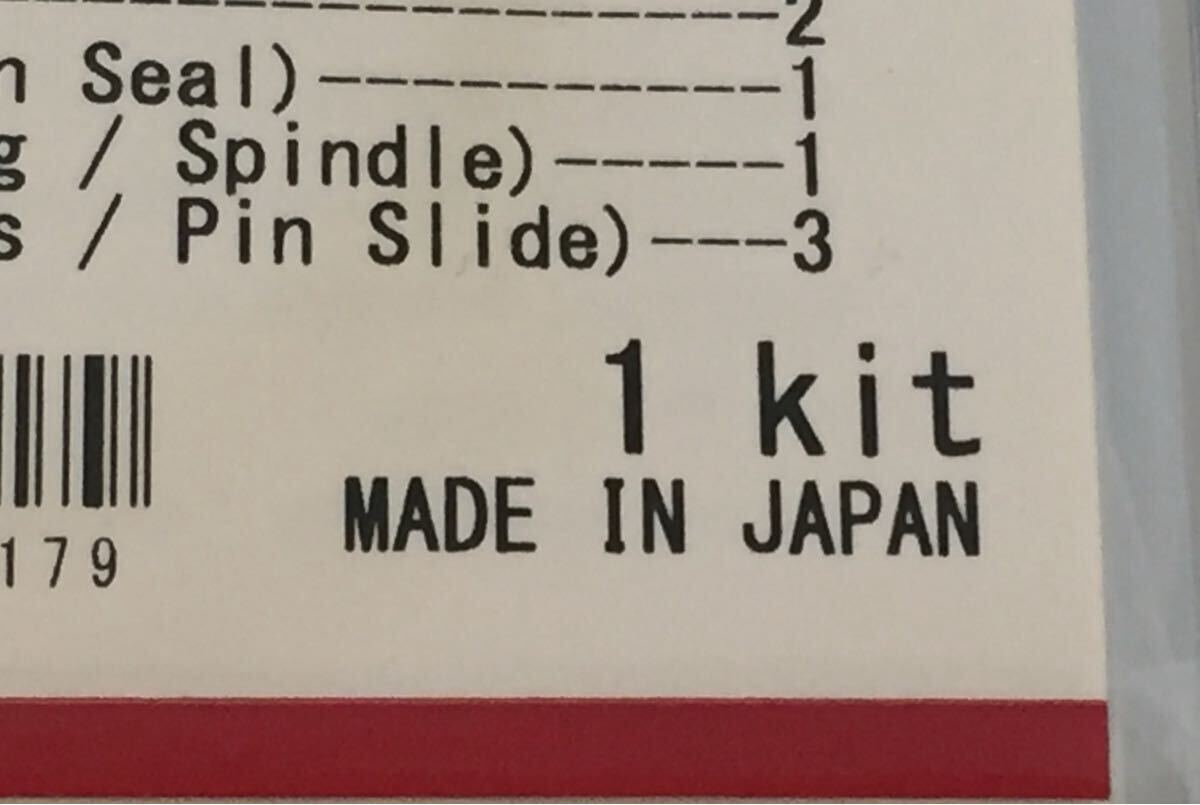 -----------------2
n Seal)----------1
g / Spindle)-----1
s / Pin Slide)---3
1 kit
MADE IN JAPAN
179